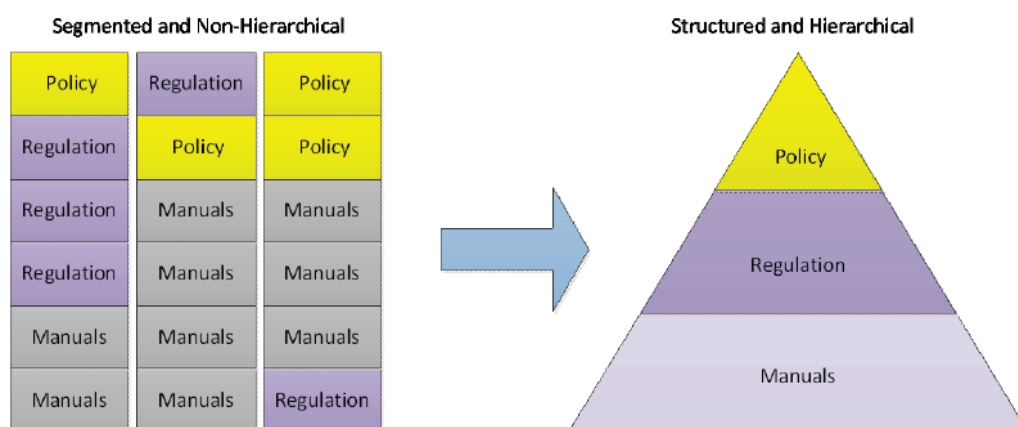 Segmented and Non-Hierarchical
Structured and Hierarchical
Policy Regulation Policy
Regulation Policy Policy
Regulation Manuals Manuals
Regulation Manuals Manuals
Manuals Manuals Manuals
Manuals Manuals Regulation
Policy
Regulation
Manuals